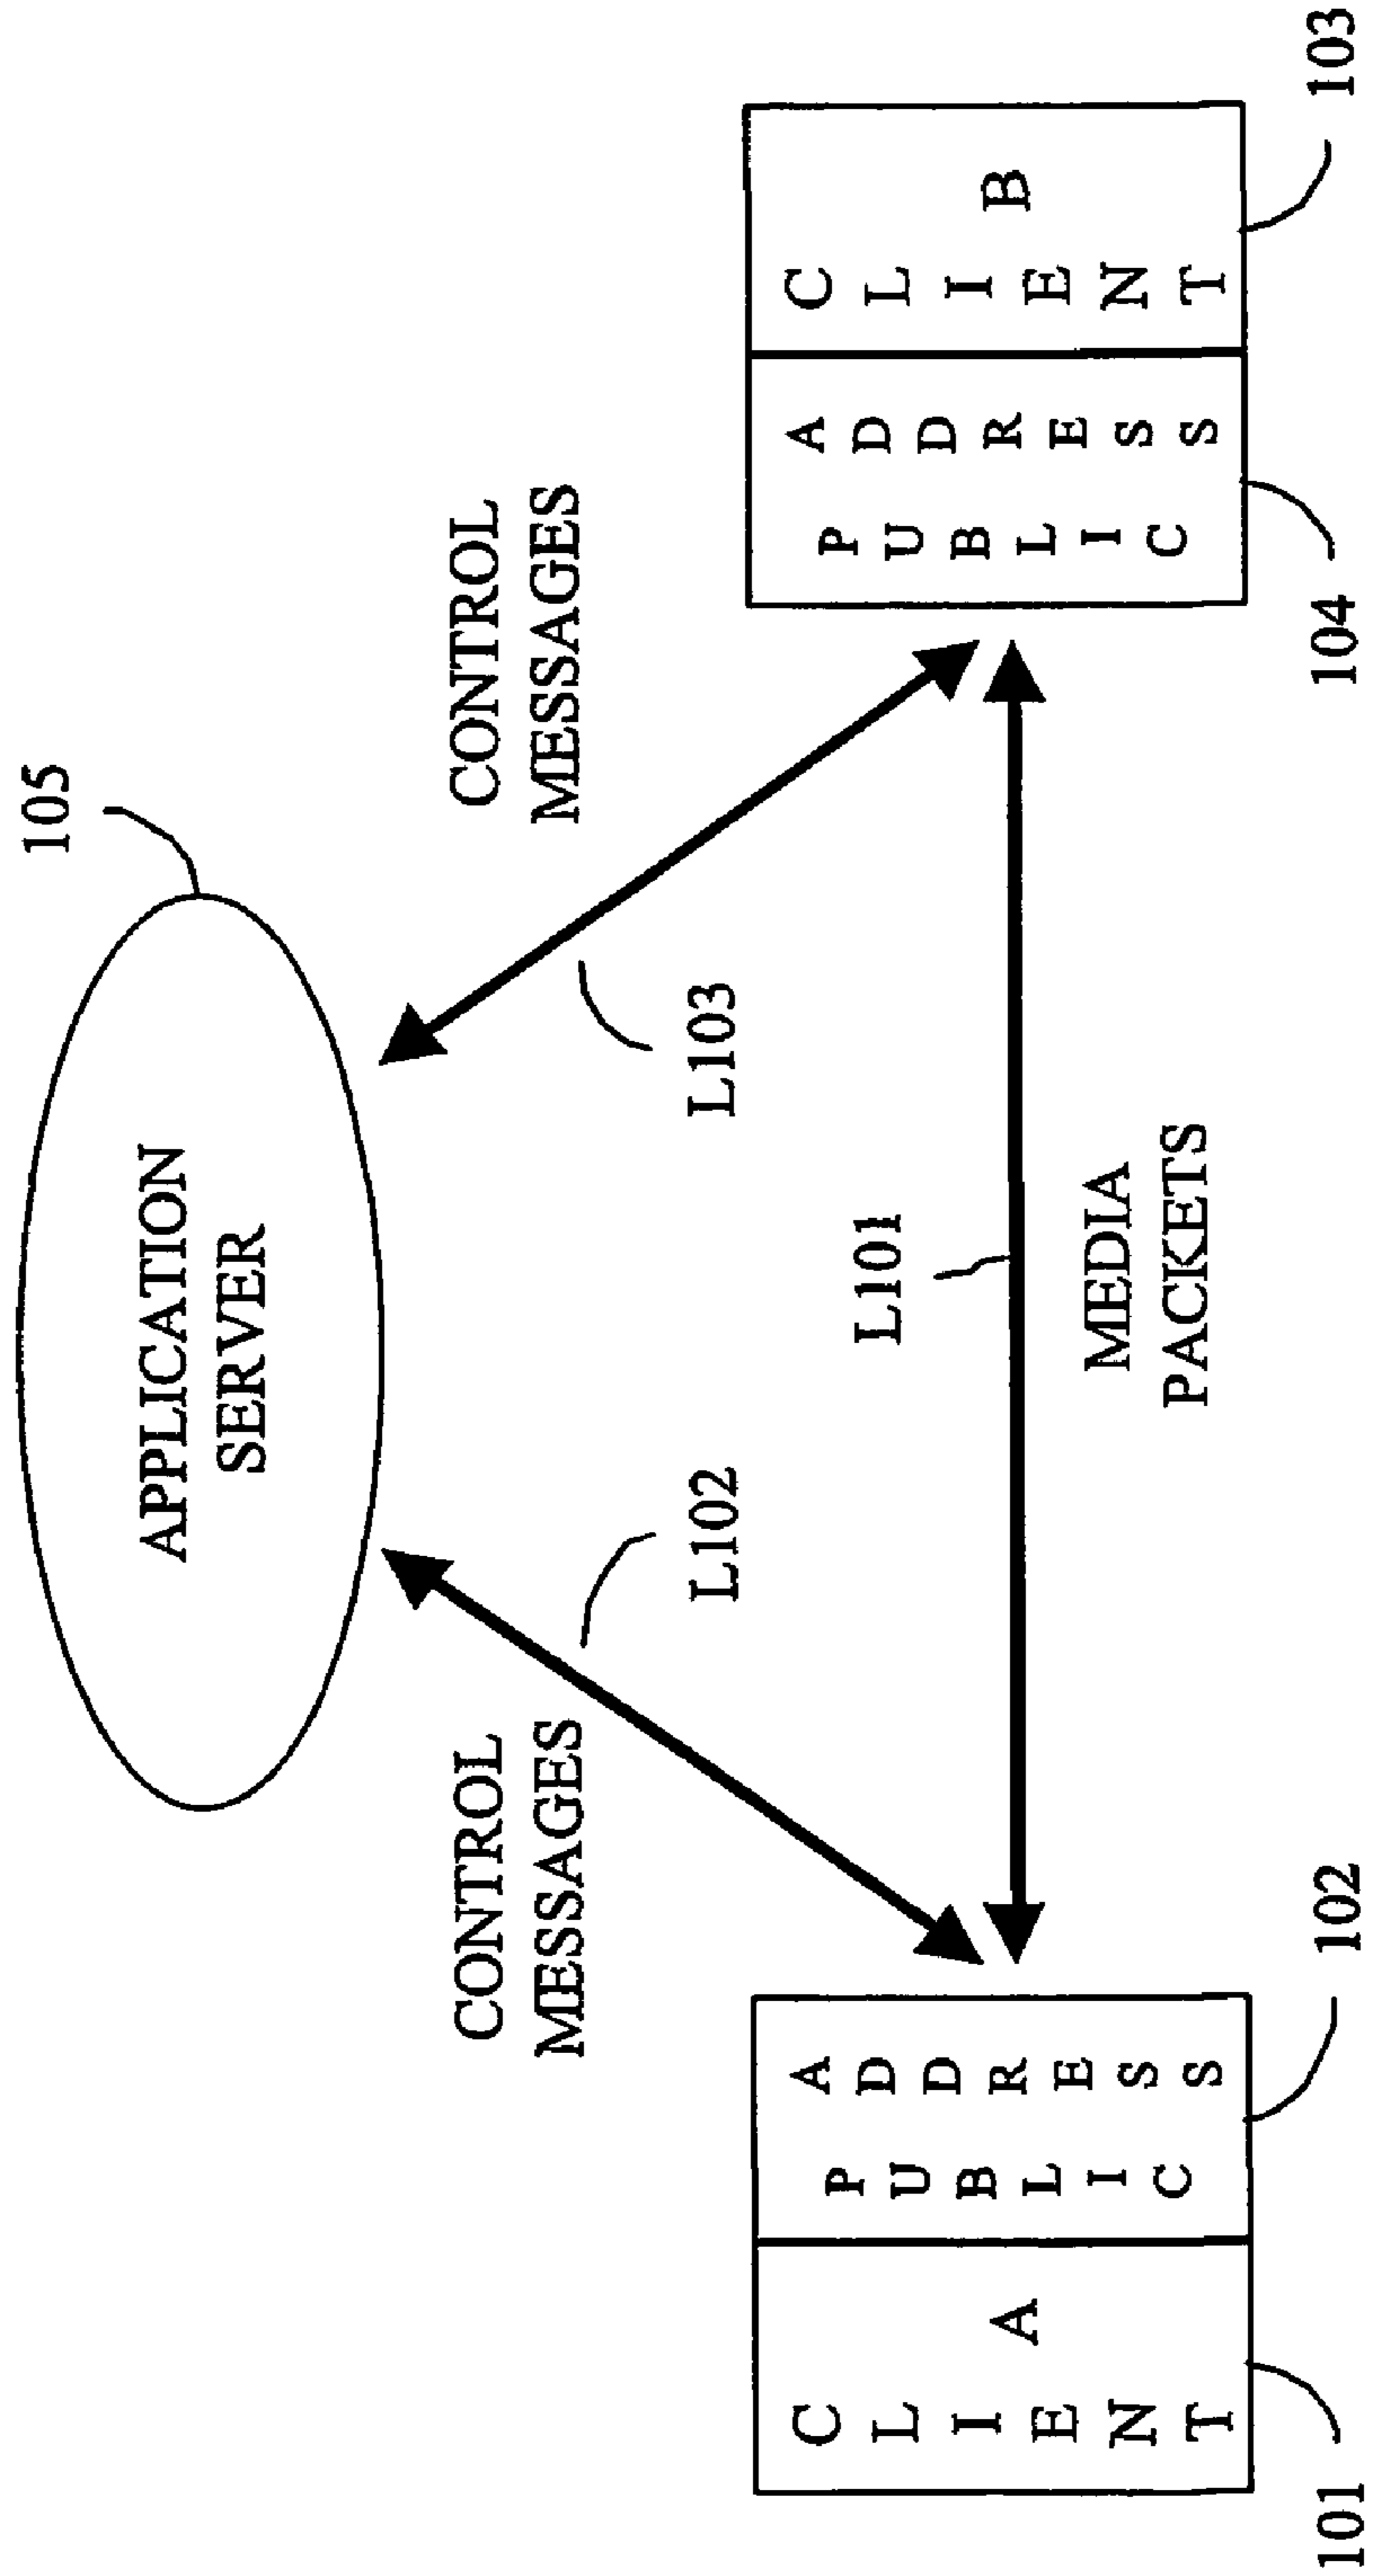 105
APPLICATION
SERVER
CONTROL
MESSAGES
CONTROL
MESSAGES
L102
L103
L101
MEDIA
PACKETS
CLIENT
A
PUBLIC
ADDRESS
PUBLIC
ADDRESS
CLIENT
B
101
102
104
103